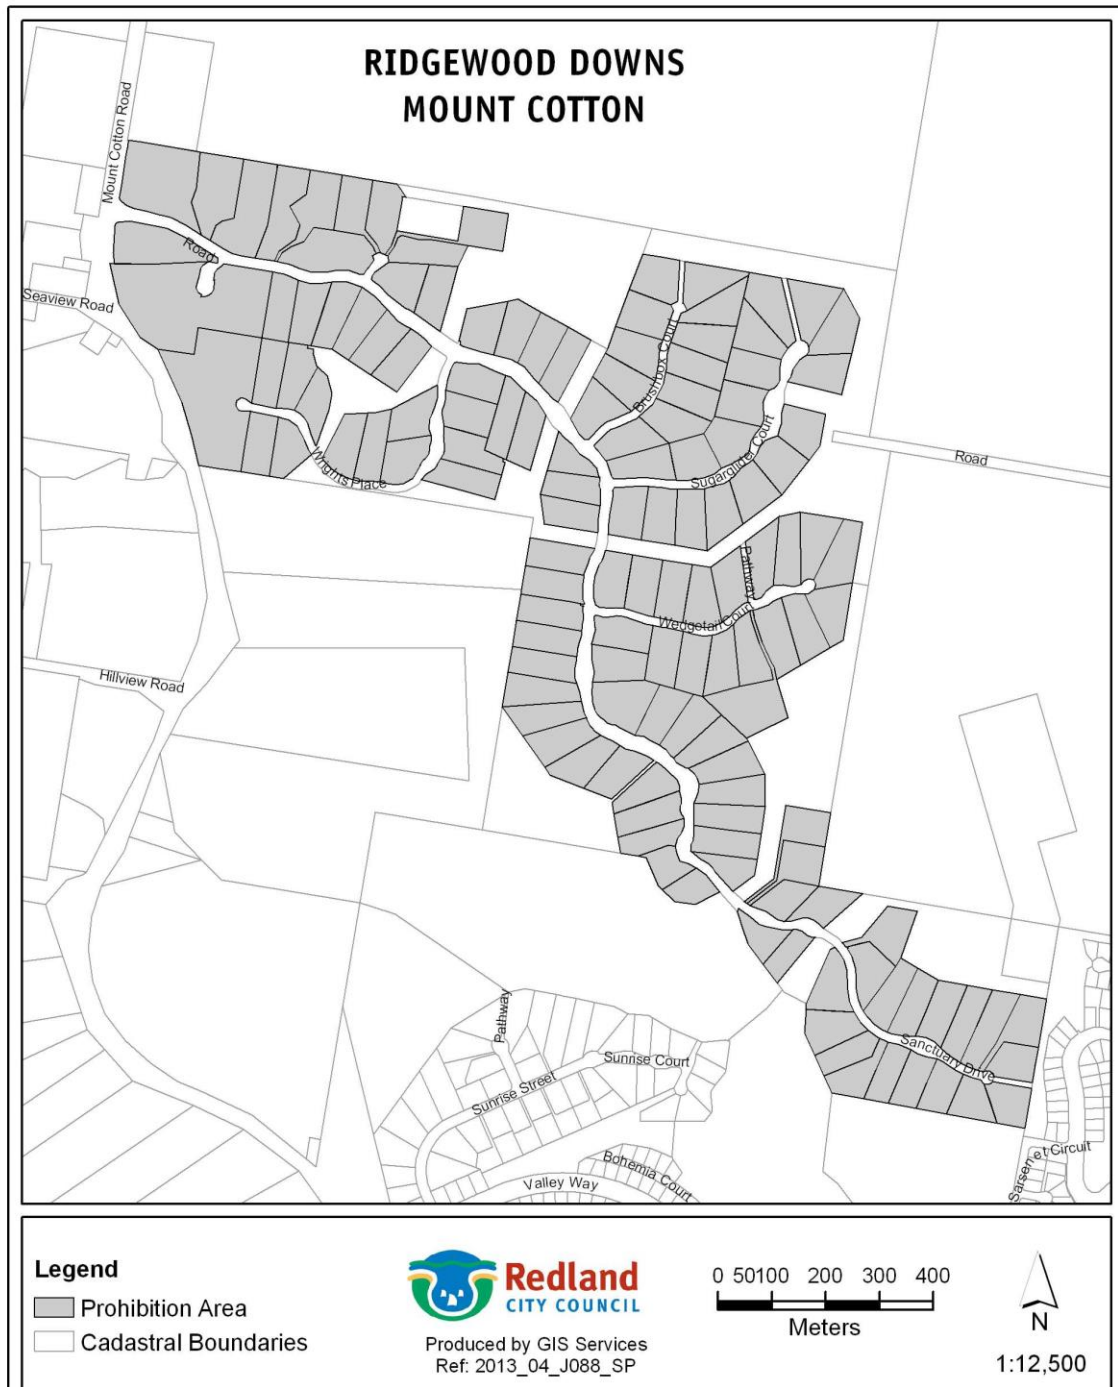 RIDGEWOOD DOWNS
MOUNT COTTON
Mount Cotton Road
Road
Seaview Road
Brushbox Court
Sugarglider Court
Road
Wrights Place
Pathway
Wedgetail Court
Hillview Road
Pathway
Sunrise Court
Sunrise Street
Sanctuary Drive
Bohemia Court
Valley Way
Sarsenet Circuit
Legend
Prohibition Area
Cadastral Boundaries
Redland
CITY COUNCIL
Produced by GIS Services
Ref: 2013_04_J088_SP
0 50100 200 300 400
Meters
N
1:12,500